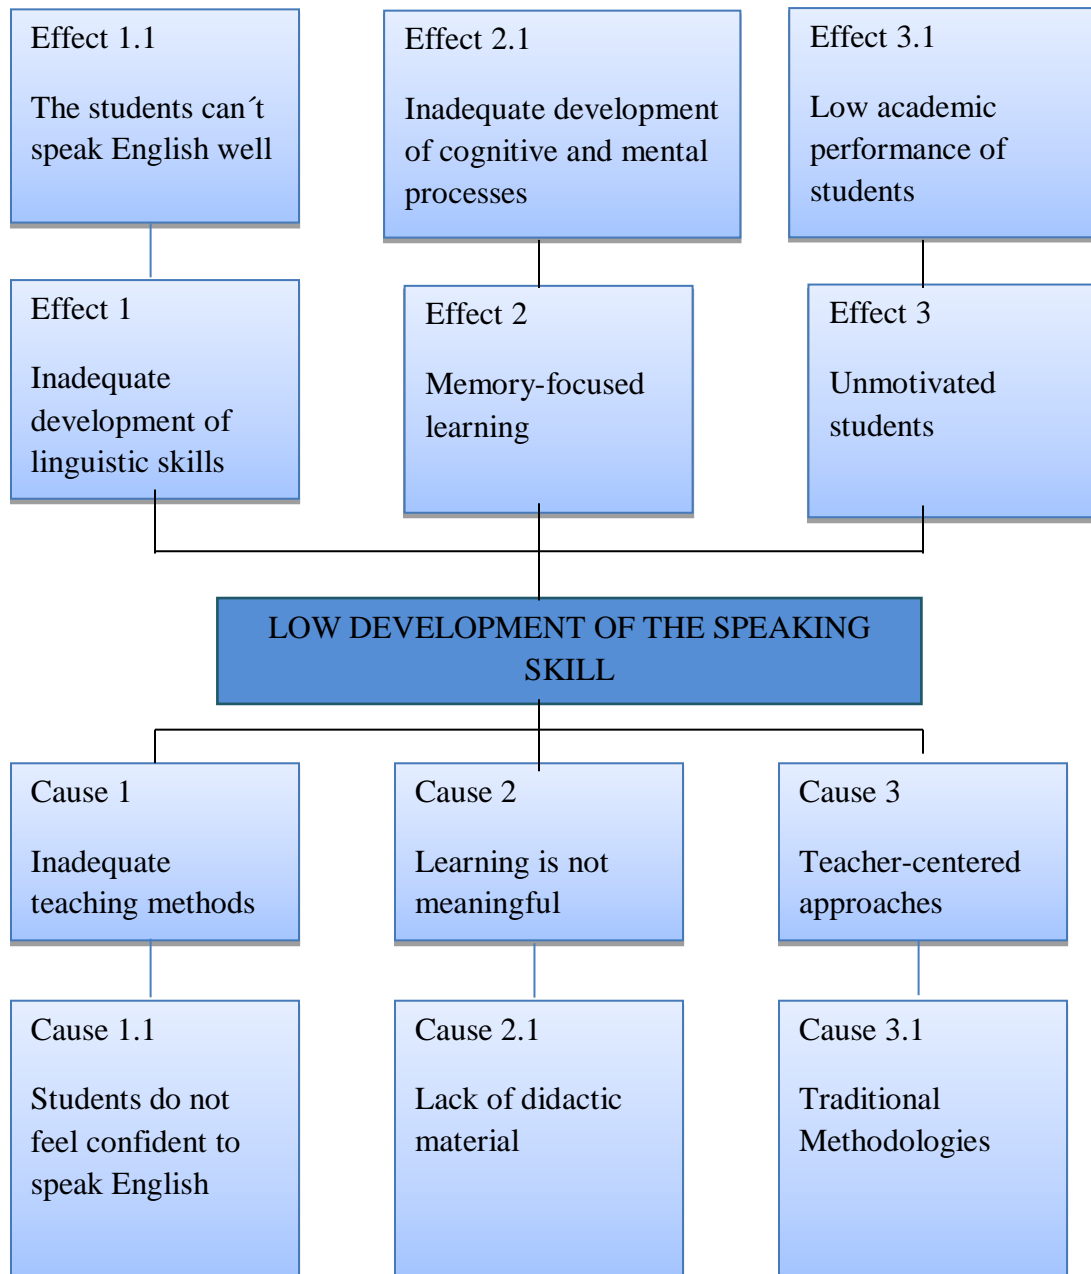 Effect 1.1
The students can´t
speak English well
Effect 2.1
Inadequate development
of cognitive and mental
processes
Effect 3.1
Low academic
performance of
students
Effect 1
Inadequate
development of
linguistic skills
Effect 2
Memory-focused
learning
Effect 3
Unmotivated
students
LOW DEVELOPMENT OF THE SPEAKING
SKILL
Cause 1
Inadequate
teaching methods
Cause 2
Learning is not
meaningful
Cause 3
Teacher-centered
approaches
Cause 1.1
Students do not
feel confident to
speak English
Cause 2.1
Lack of didactic
material
Cause 3.1
Traditional
Methodologies